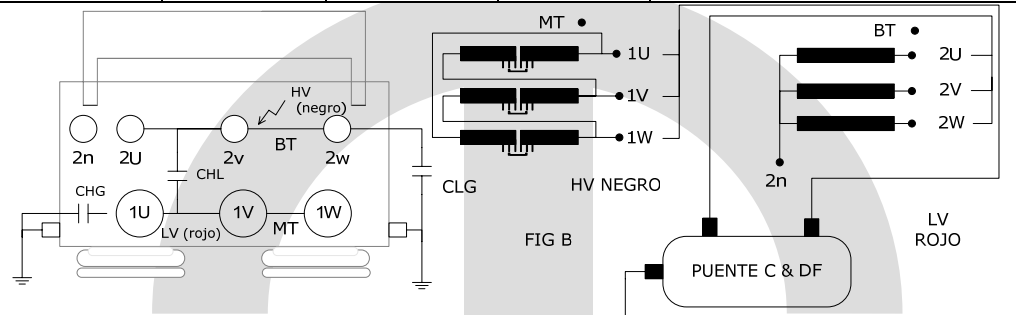 HV
(negro)
2n
2U
2v
BT
2w
CHL
CHG
CLG
1U
1V
1W
LV (rojo)
MT
MT
1U
1V
1W
HV NEGRO
FIG B
BT
2U
2V
2W
2n
LV
ROJO
PUENTE C & DF